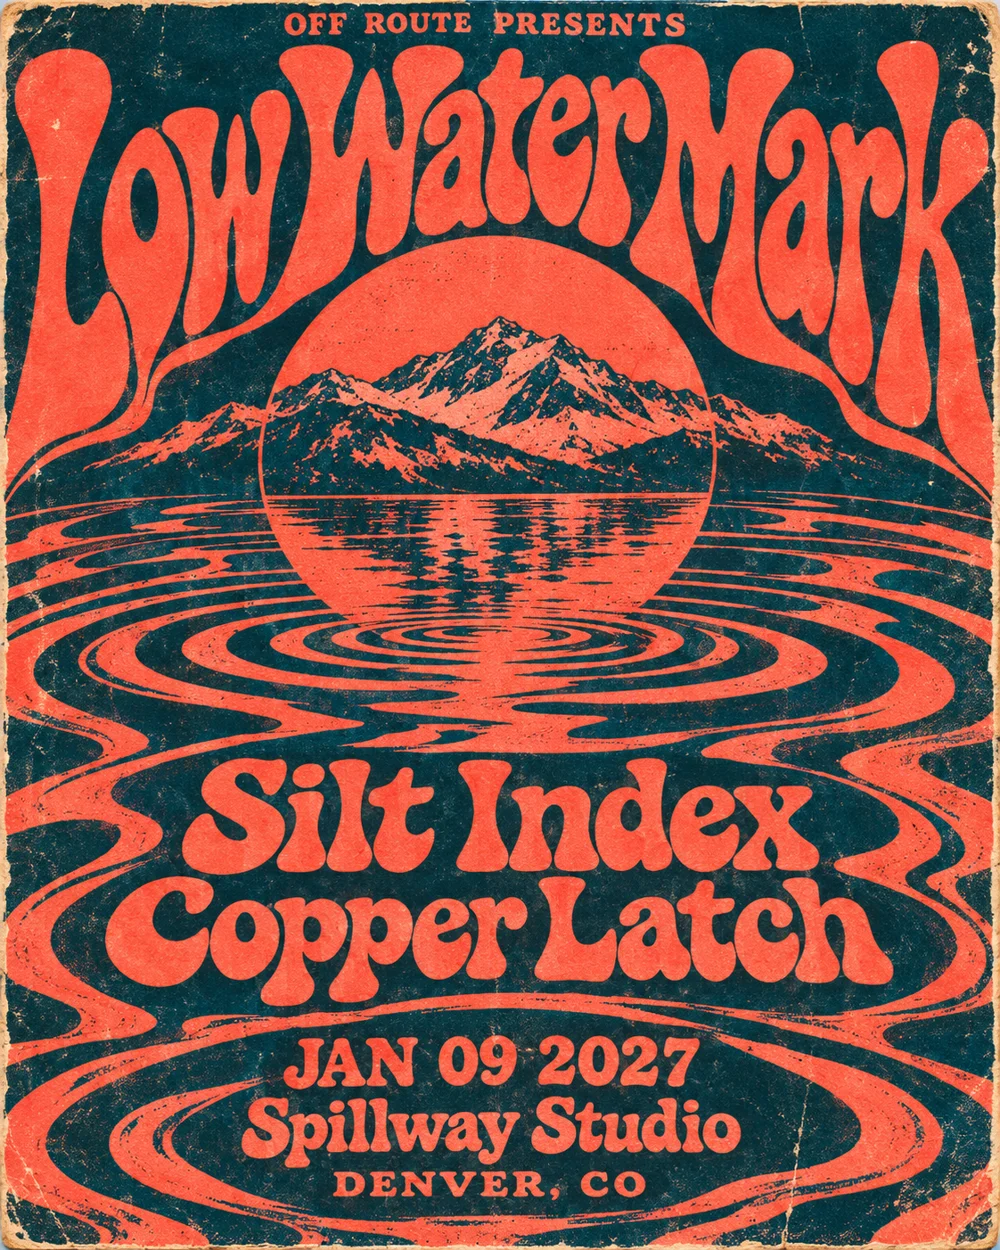 OFF ROUTE PRESENTS
Low Water Mark
Silt Index
Copper Latch
JAN 09 2027
Spillway Studio
DENVER, CO